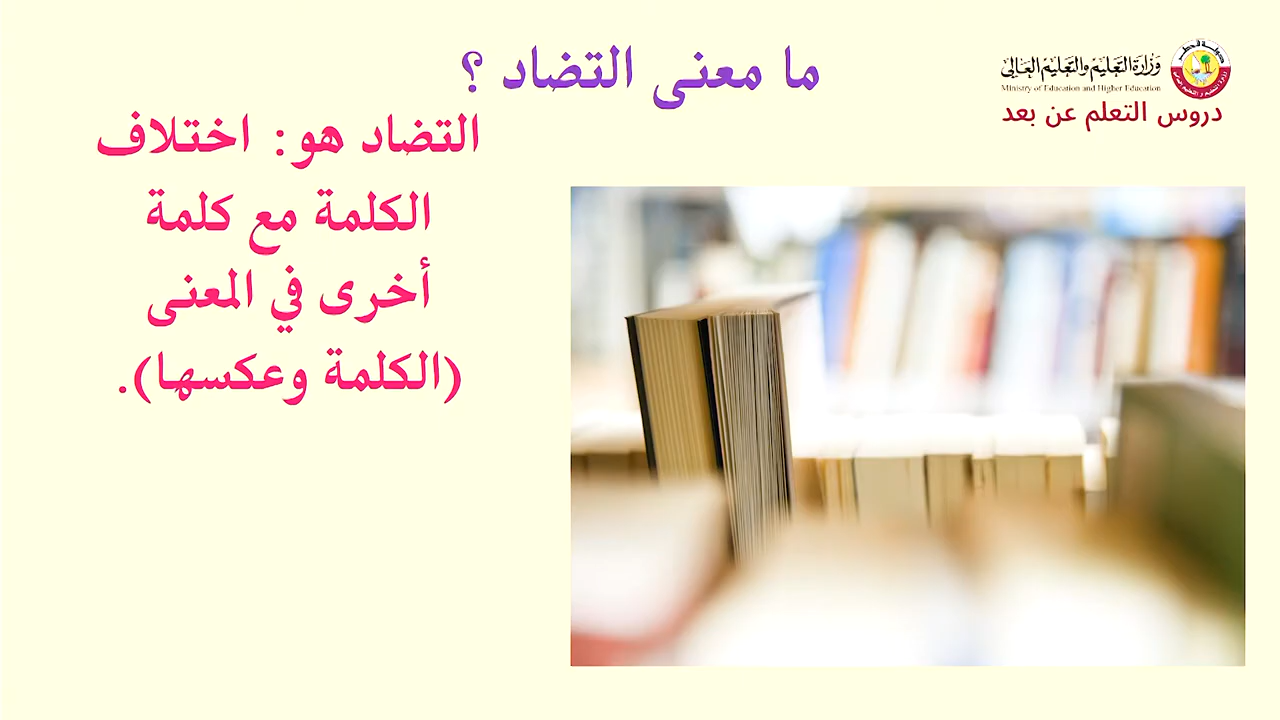 ما معنى التضاد ؟
وزارة التعليم والتعليم العالي
Ministry of Education and Higher Education
دروس التعلم عن بعد
التضاد هو: اختلاف
الكلمة مع كلمة
أخرى في المعنى
(الكلمة وعكسها).